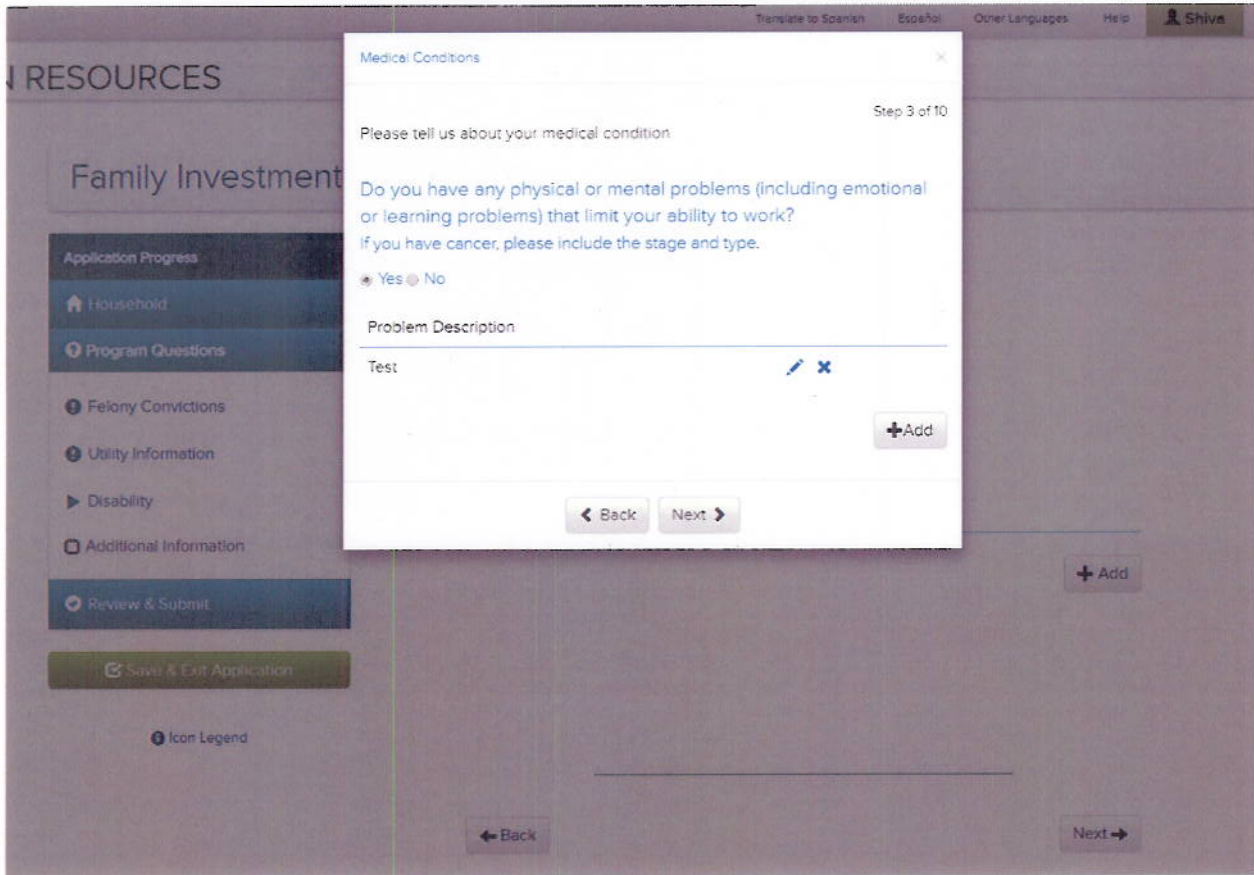 Translate to Spanish Español Other Languages Help Shiva
N RESOURCES
Family Investment
Application Progress
Household
Program Questions
Felony Convictions
Utility Information
Disability
Additional Information
Review & Submit
Save & Exit Application
Icon Legend
Medical Conditions
Step 3 of 10
Please tell us about your medical condition
Do you have any physical or mental problems (including emotional
or learning problems) that limit your ability to work?
If you have cancer, please include the stage and type.
Yes No
Problem Description
Test
Add
Back Next
Add
Back Next